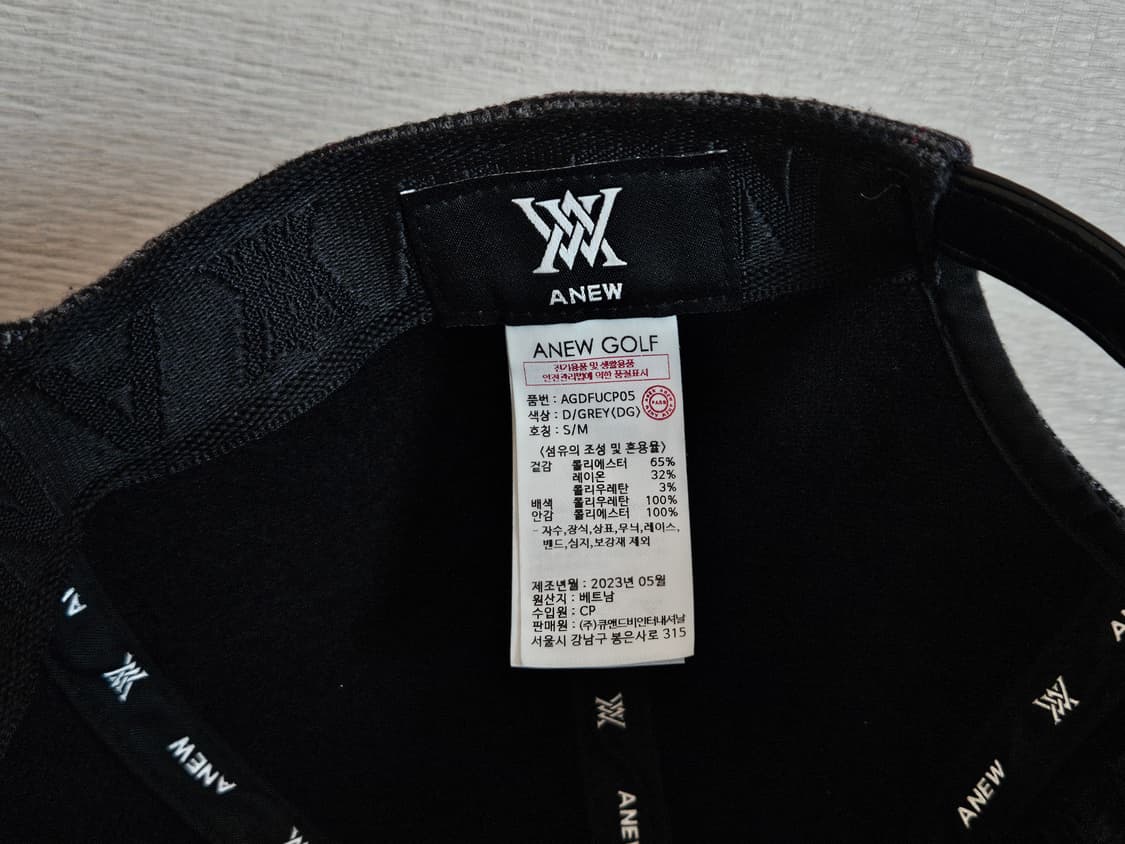 ANEW
ANEW GOLF
전기용품 및 생활용품
안전관리법에 의한 품질표시
품번 : AGDFUCP05
색상 : D/GREY(DG)
호칭 : S/M
PASS
<섬유의 조성 및 혼용율>
겉감 폴리에스터 65%
레이온 32%
폴리우레탄 3%
배색 폴리우레탄 100%
안감 폴리에스터 100%
- 자수,장식,상표,무늬,레이스,
밴드,심지,보강재 제외
제조년월 : 2023년 05월
원산지 : 베트남
수입원 : CP
판매원 : (주)큐앤드비인터내셔날
서울시 강남구 봉은사로 315
ANEW
ANEW